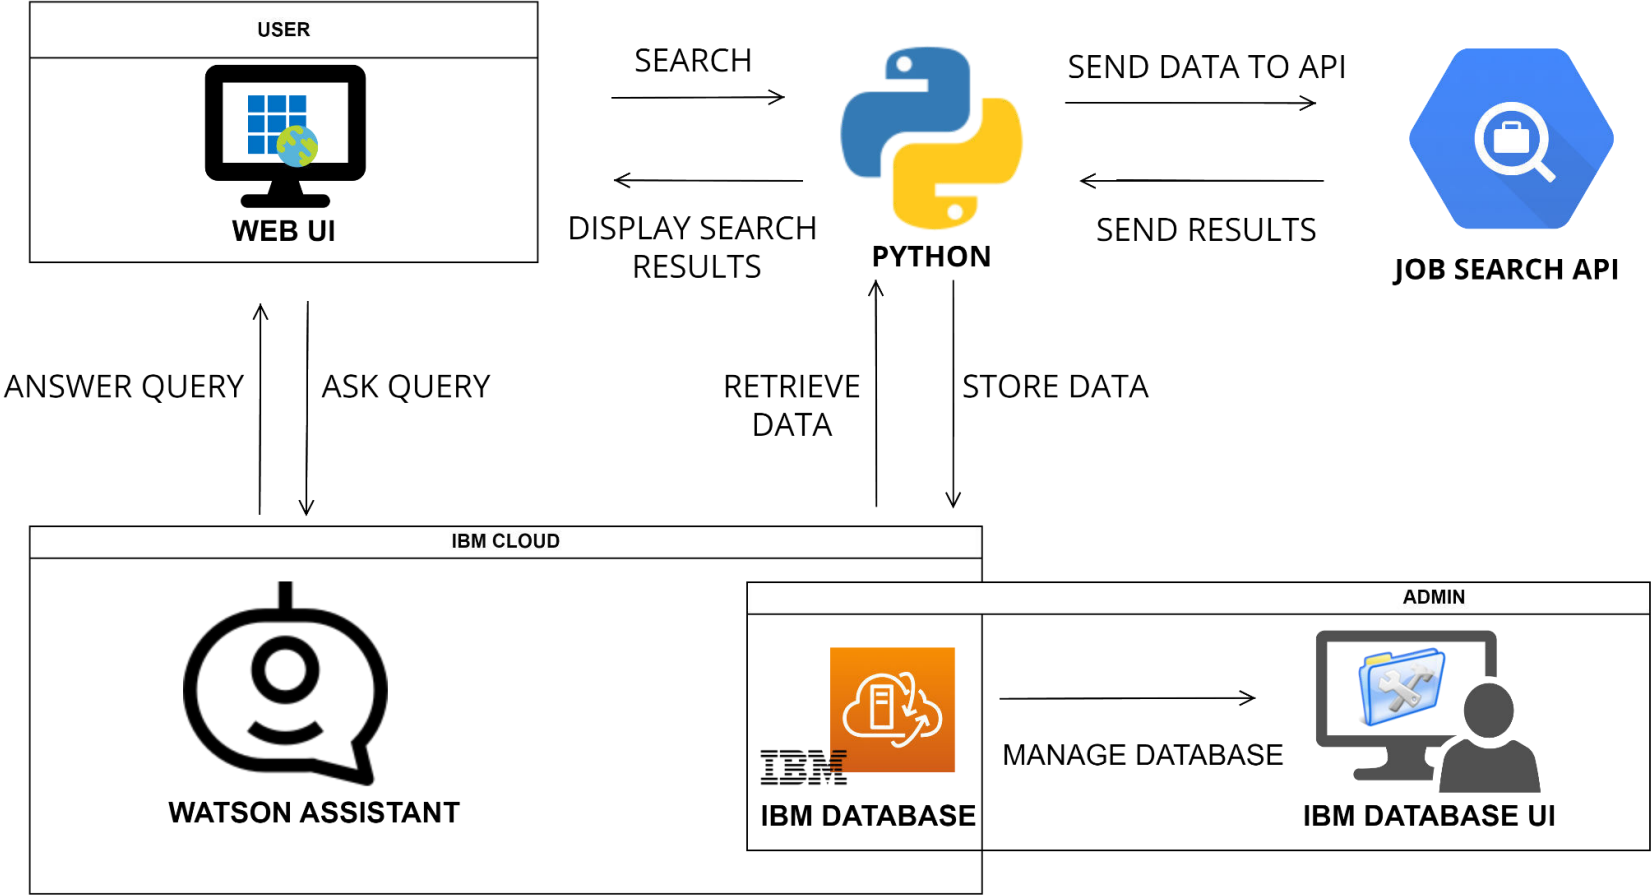 USER
WEB UI
SEARCH
DISPLAY SEARCH
RESULTS
PYTHON
SEND DATA TO API
SEND RESULTS
JOB SEARCH API
ANSWER QUERY
ASK QUERY
RETRIEVE
DATA
STORE DATA
IBM CLOUD
WATSON ASSISTANT
ADMIN
IBM
IBM DATABASE
MANAGE DATABASE
IBM DATABASE UI